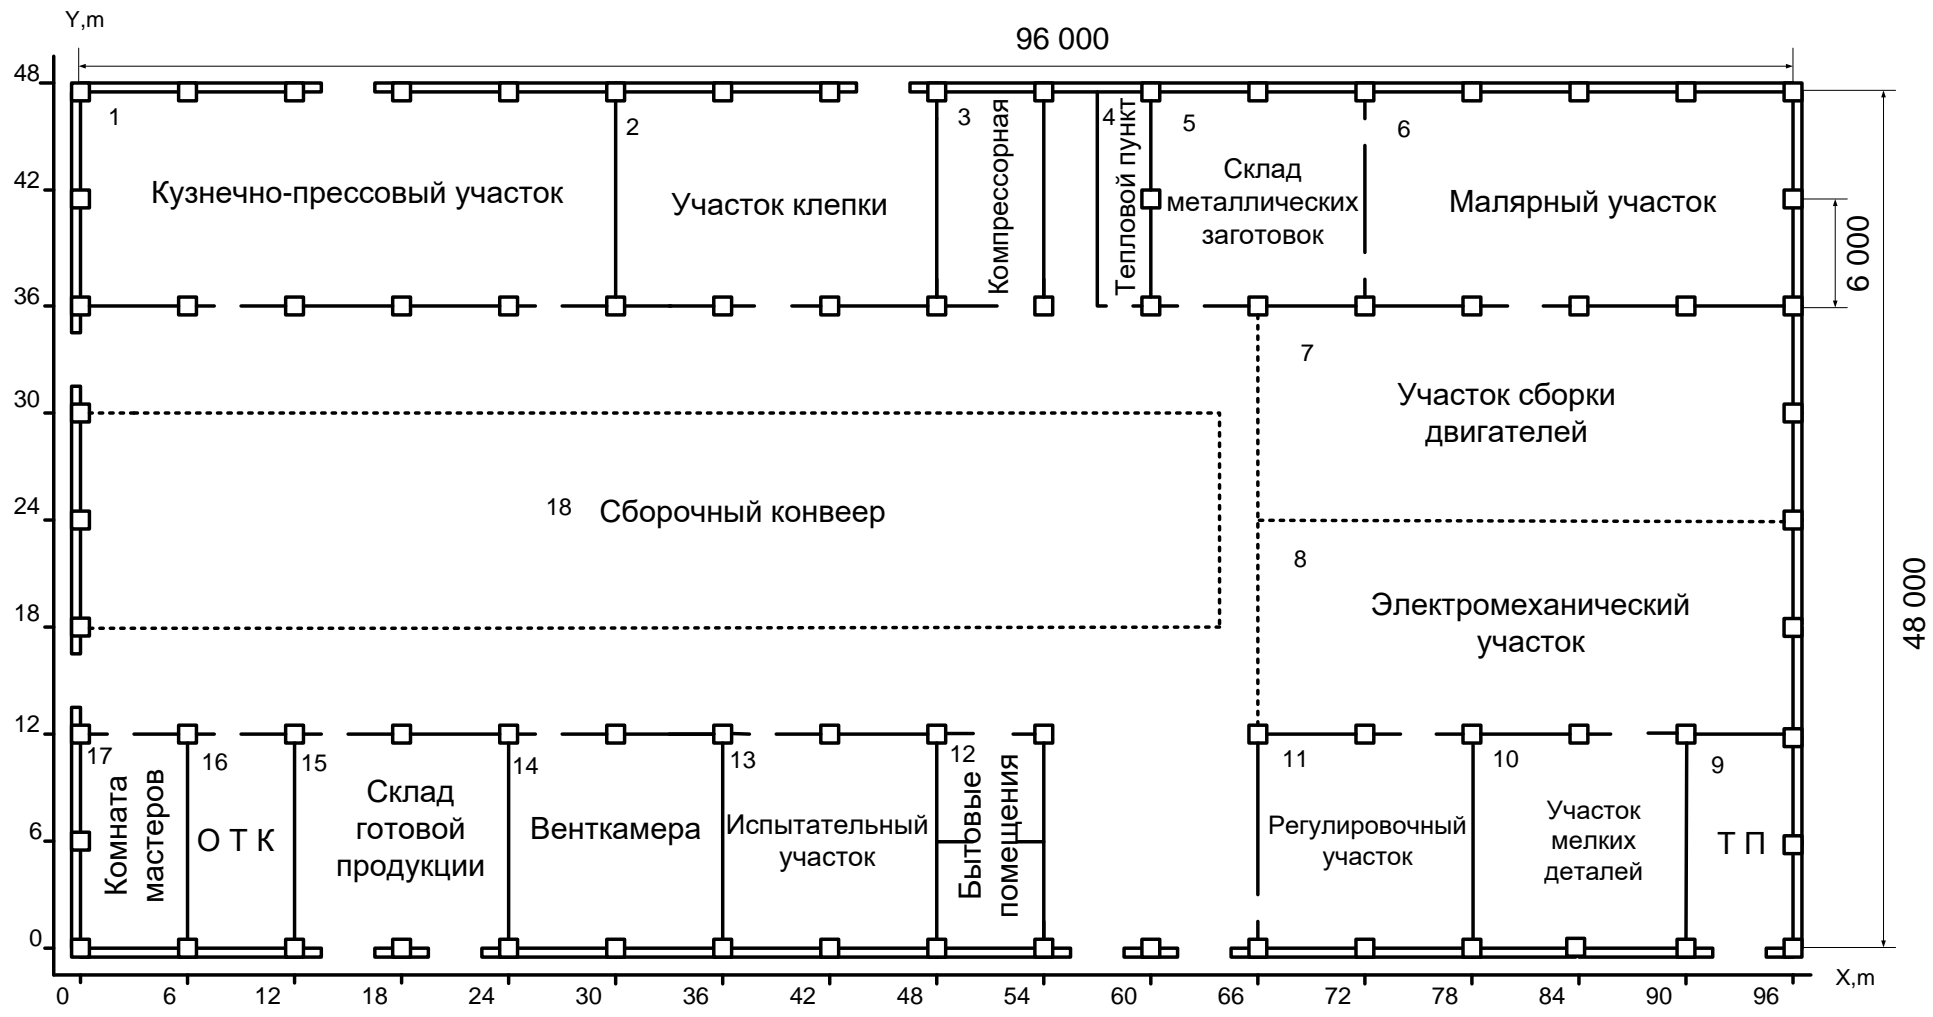 Y,m
96 000
48
1
2
3
Компрессорная
4
Тепловой пункт
5
6
Склад
металлических
заготовок
42
Кузнечно-прессовый участок
Участок клепки
Малярный участок
6 000
36
7
Участок сборки
двигателей
30
24
18
Сборочный конвеер
8
Электромеханический
участок
48 000
18
12
17
Комната
мастеров
16
О Т К
15
Склад
готовой
продукции
14
Венткамера
13
Испытательный
участок
12
Бытовые
помещения
11
Регулировочный
участок
10
Участок
мелких
деталей
9
Т П
6
0
0
6
12
18
24
30
36
42
48
54
60
66
72
78
84
90
96
X,m